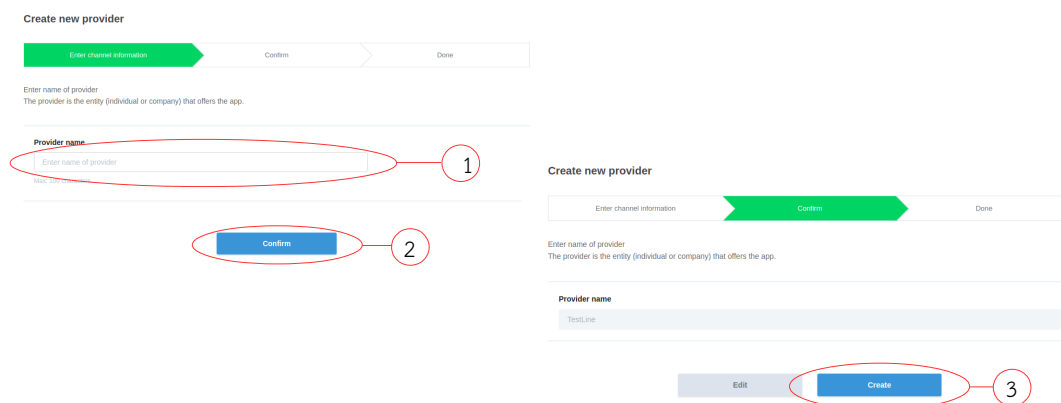 Create new provider
Enter channel information
Confirm
Done
Enter name of provider
The provider is the entity (individual or company) that offers the app.
Provider name
Enter name of provider
1
Max: 100 characters
Confirm
2
Create new provider
Enter channel information
Confirm
Done
Enter name of provider
The provider is the entity (individual or company) that offers the app.
Provider name
TestLine
Edit
Create
3